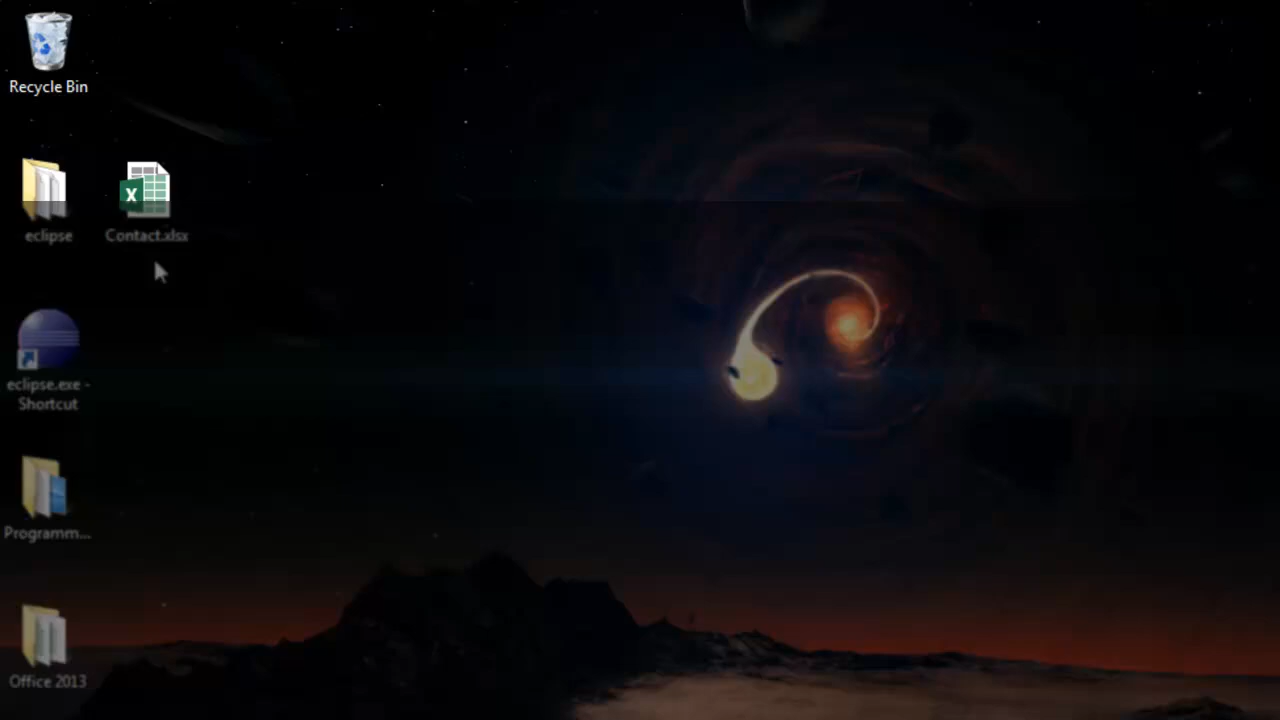 Recycle Bin
eclipse
Contact.xlsx
eclipse.exe -
Shortcut
Programm...
Office 2013